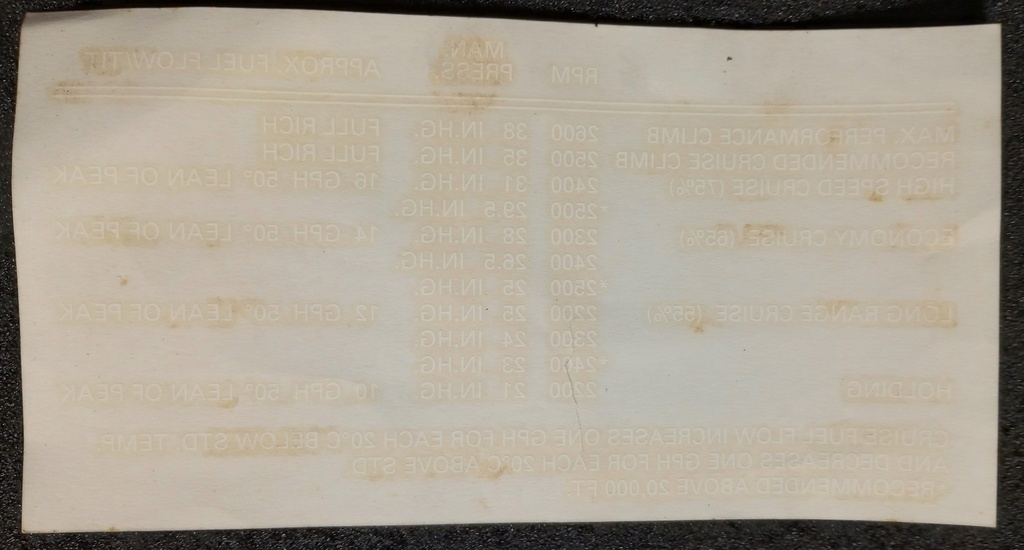 MAN.
RPM PRESS. APPROX. FUEL FLOW/TIT
MAX. PERFORMANCE CLIMB 2600 38 IN.HG. FULL RICH
RECOMMENDED CRUISE CLIMB 2500 35 IN.HG. FULL RICH
HIGH SPEED CRUISE (75%) 2400 31 IN.HG. 16 GPH 50° LEAN OF PEAK
*2500 29.5 IN.HG.
ECONOMY CRUISE (65%) 2300 28 IN.HG. 14 GPH 50° LEAN OF PEAK
2400 26.5 IN.HG.
*2500 25 IN.HG.
LONG RANGE CRUISE (55%) 2200 25 IN.HG. 12 GPH 50° LEAN OF PEAK
2300 24 IN.HG.
*2400 23 IN.HG.
HOLDING 2200 21 IN.HG 10 GPH 50° LEAN OF PEAK
CRUISE FUEL FLOW INCREASES ONE GPH FOR EACH 20°C BELOW STD. TEMP.
AND DECREASES ONE GPH FOR EACH 20°C ABOVE STD.
*RECOMMENDED ABOVE 20,000 FT.